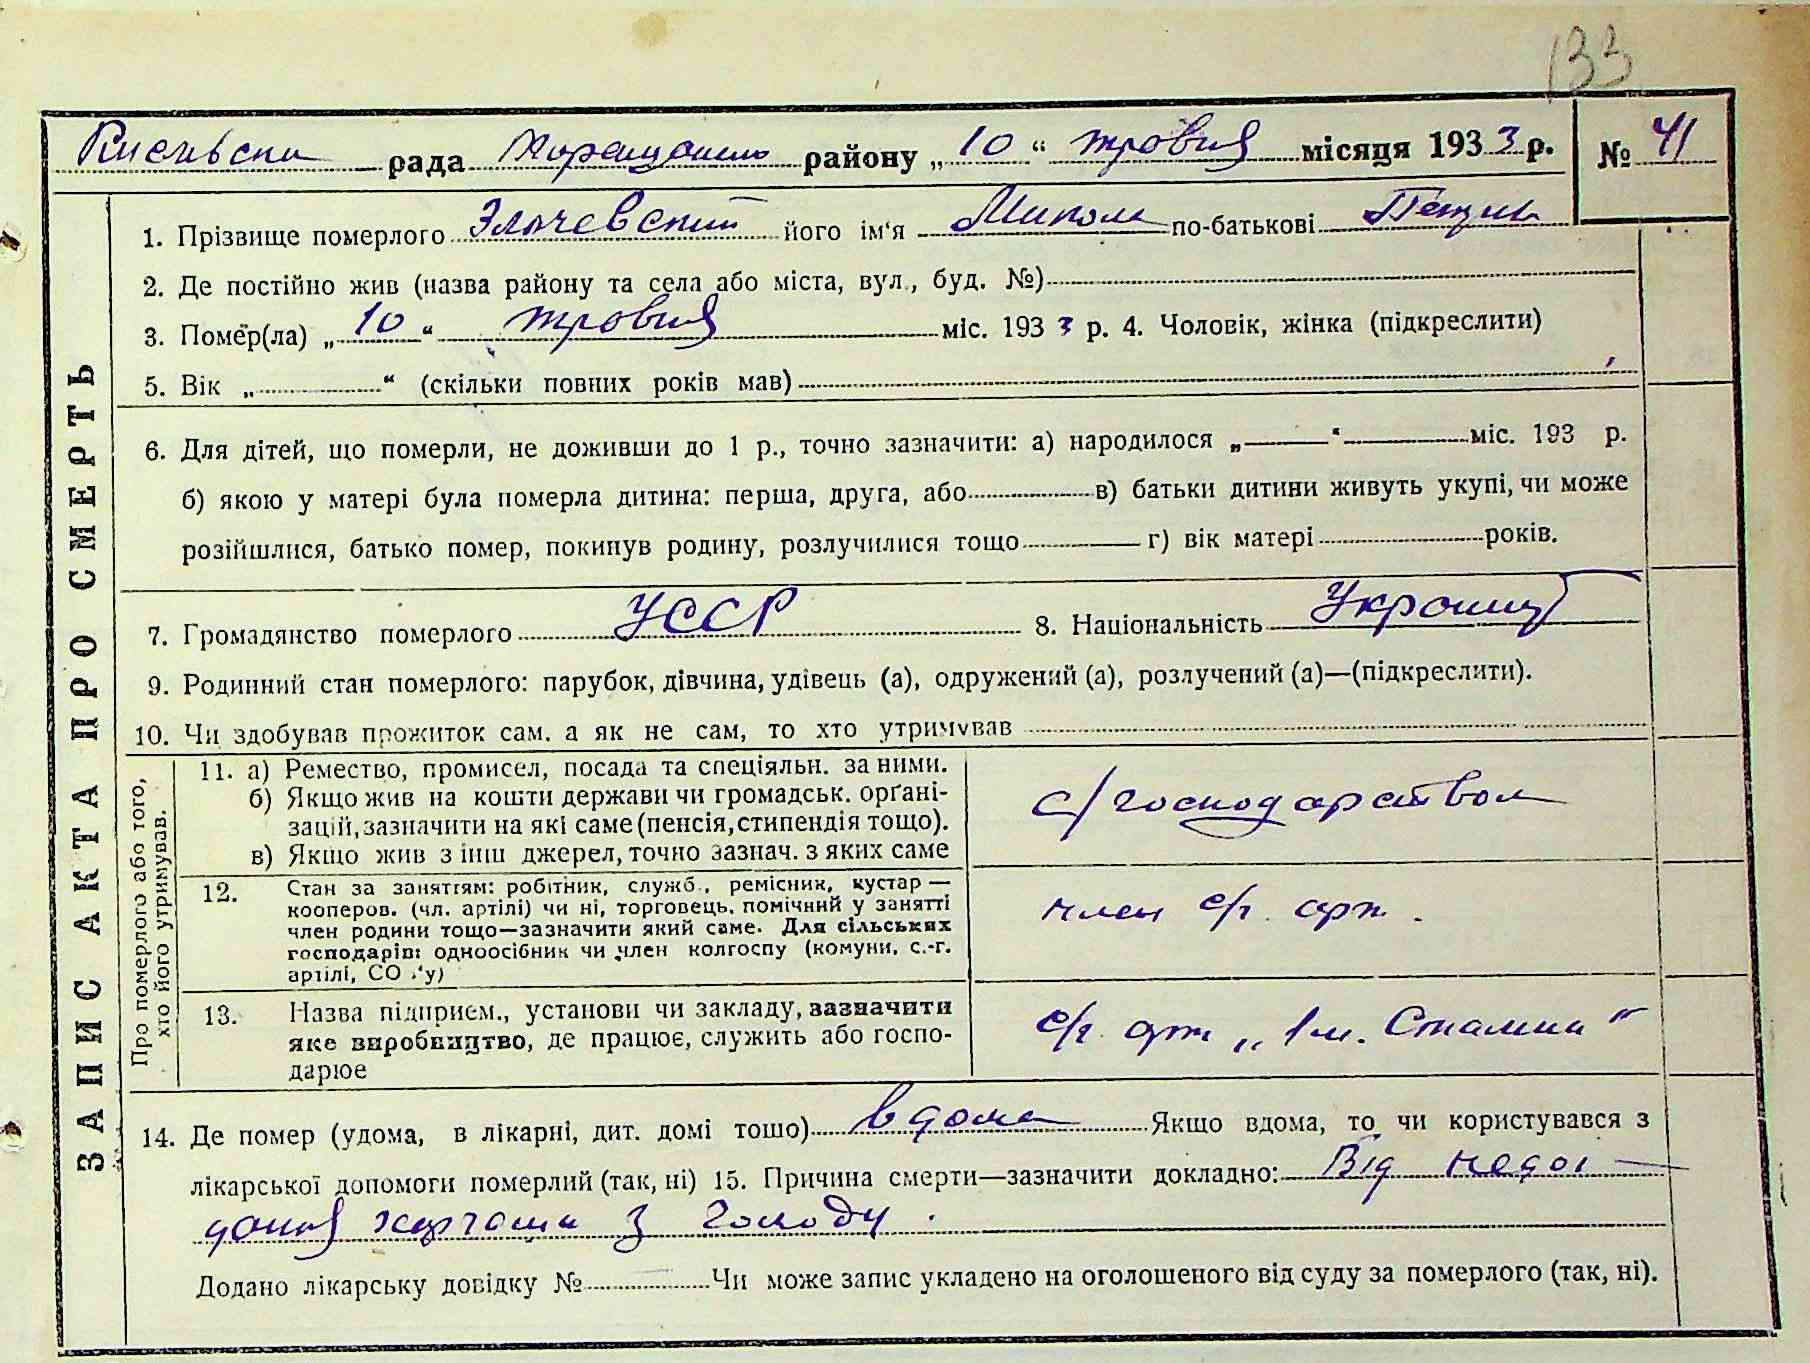 133
рада району „10“ травня місяця 1933 р. № 41
ЗАПИС АКТА ПРО СМЕРТЬ
1. Прізвище померлого його ім‘я Микола по-батькові
2. Де постійно жив (назва району та села або міста, вул., буд. №)
3. Помер(ла) „10“ травня міс. 1933 р. 4. Чоловік, жінка (підкреслити)
5. Вік „ “ (скільки повних років мав)
6. Для дітей, що померли, не доживши до 1 р., точно зазначити: а) народилося „ “ міс. 193 р.
б) якою у матері була померла дитина: перша, друга, або в) батьки дитини живуть укупі, чи може
розійшлися, батько помер, покинув родину, розлучилися тощо г) вік матері років.
7. Громадянство померлого УССР 8. Національність
9. Родинний стан померлого: парубок, дівчина, удівець (а), одружений (а), розлучений (а)—(підкреслити).
10. Чи здобував прожиток сам, а як не сам, то хто утримував
Про померлого або того, хто його утримував.
11. а) Ремество, промисел, посада та спеціяльн. за ними.
б) Якщо жив на кошти держави чи громадськ. органі-
зацій, зазначити на які саме (пенсія, стипендія тощо).
в) Якщо жив з інш джерел, точно зазнач. з яких саме
с/господарством
12. Стан за заняттям: робітник, служб., ремісник, кустар —
кооперов. (чл. артілі) чи ні, торговець, помічний у занятті
член родини тощо—зазначити який саме. Для сільських
господарів: одноосібник чи член колгоспу (комуни, с.-г.
артілі, СО у)
член с/г. арт.
13. Назва підприєм., установи чи закладу, зазначити
яке виробництво, де працює, служить або госпо-
дарює
с/г. арт „Ім. Сталіна“
14. Де помер (удома, в лікарні, дит. домі тощо) вдома Якщо вдома, то чи користувався з
лікарської допомоги померлий (так, ні) 15. Причина смерти—зазначити докладно: Від недої-
дання з голоду.
Додано лікарську довідку № Чи може запис укладено на оголошеного від суду за померлого (так, ні).